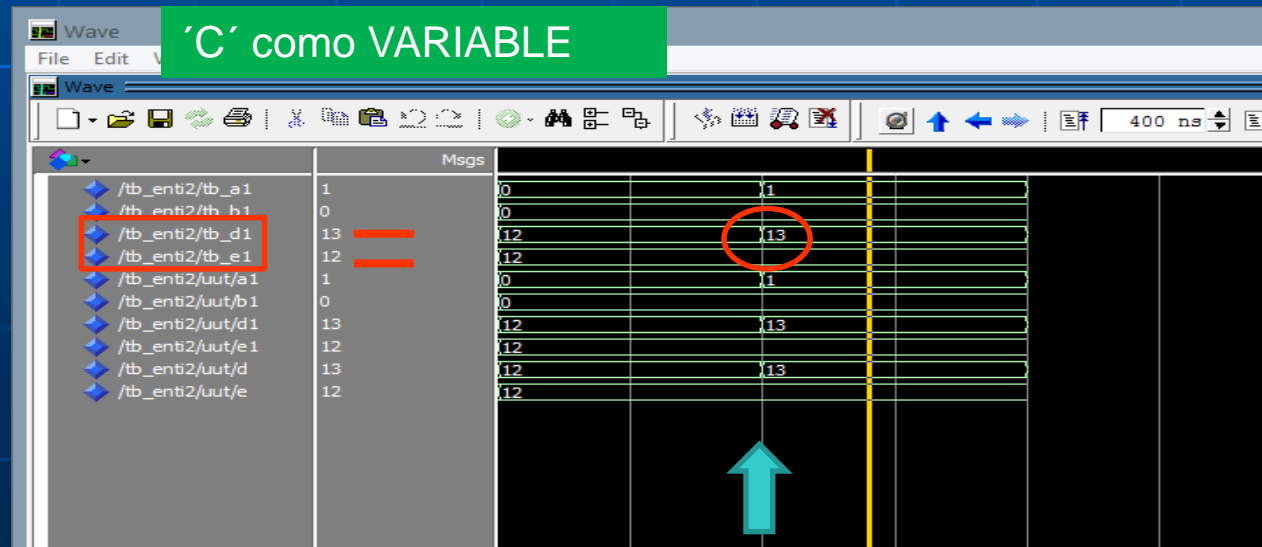 Wave
´C´ como VARIABLE
File Edit V
Wave
400 ns
Msgs
/tb_enti2/tb_a1 1 0 1
/tb_enti2/tb_b1 0 0
/tb_enti2/tb_d1 13 12 13
/tb_enti2/tb_e1 12 12
/tb_enti2/uut/a1 1 0 1
/tb_enti2/uut/b1 0 0
/tb_enti2/uut/d1 13 12 13
/tb_enti2/uut/e1 12 12
/tb_enti2/uut/d 13 12 13
/tb_enti2/uut/e 12 12